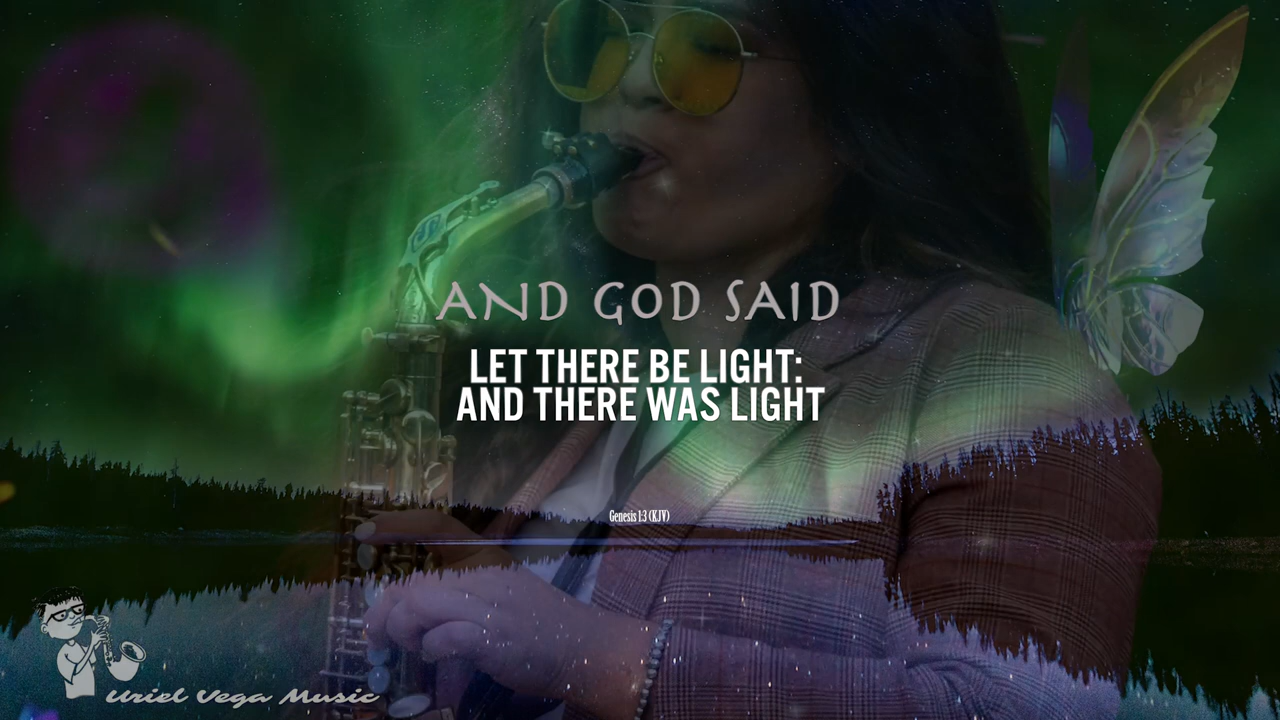 AND GOD SAID
LET THERE BE LIGHT:
AND THERE WAS LIGHT
Genesis 1:3 (KJV)
Uriel Vega Music